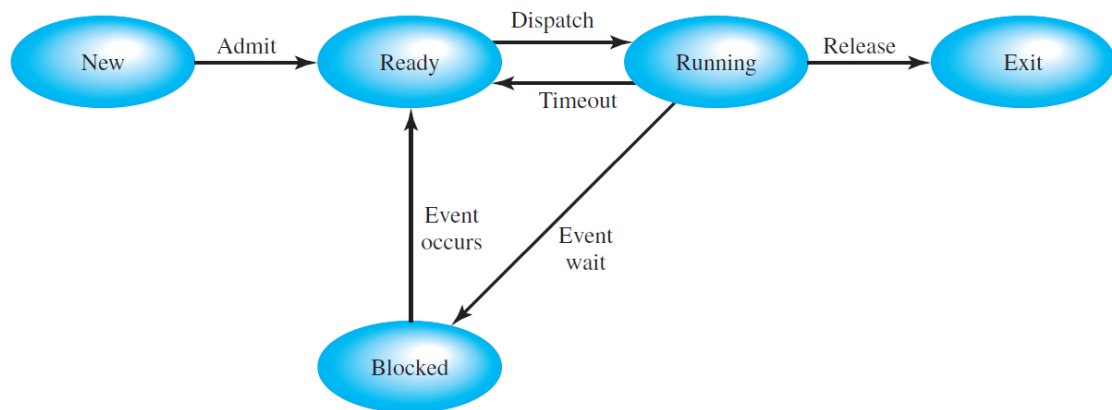 Dispatch
New
Admit
Ready
Running
Release
Exit
Timeout
Event
occurs
Event
wait
Blocked